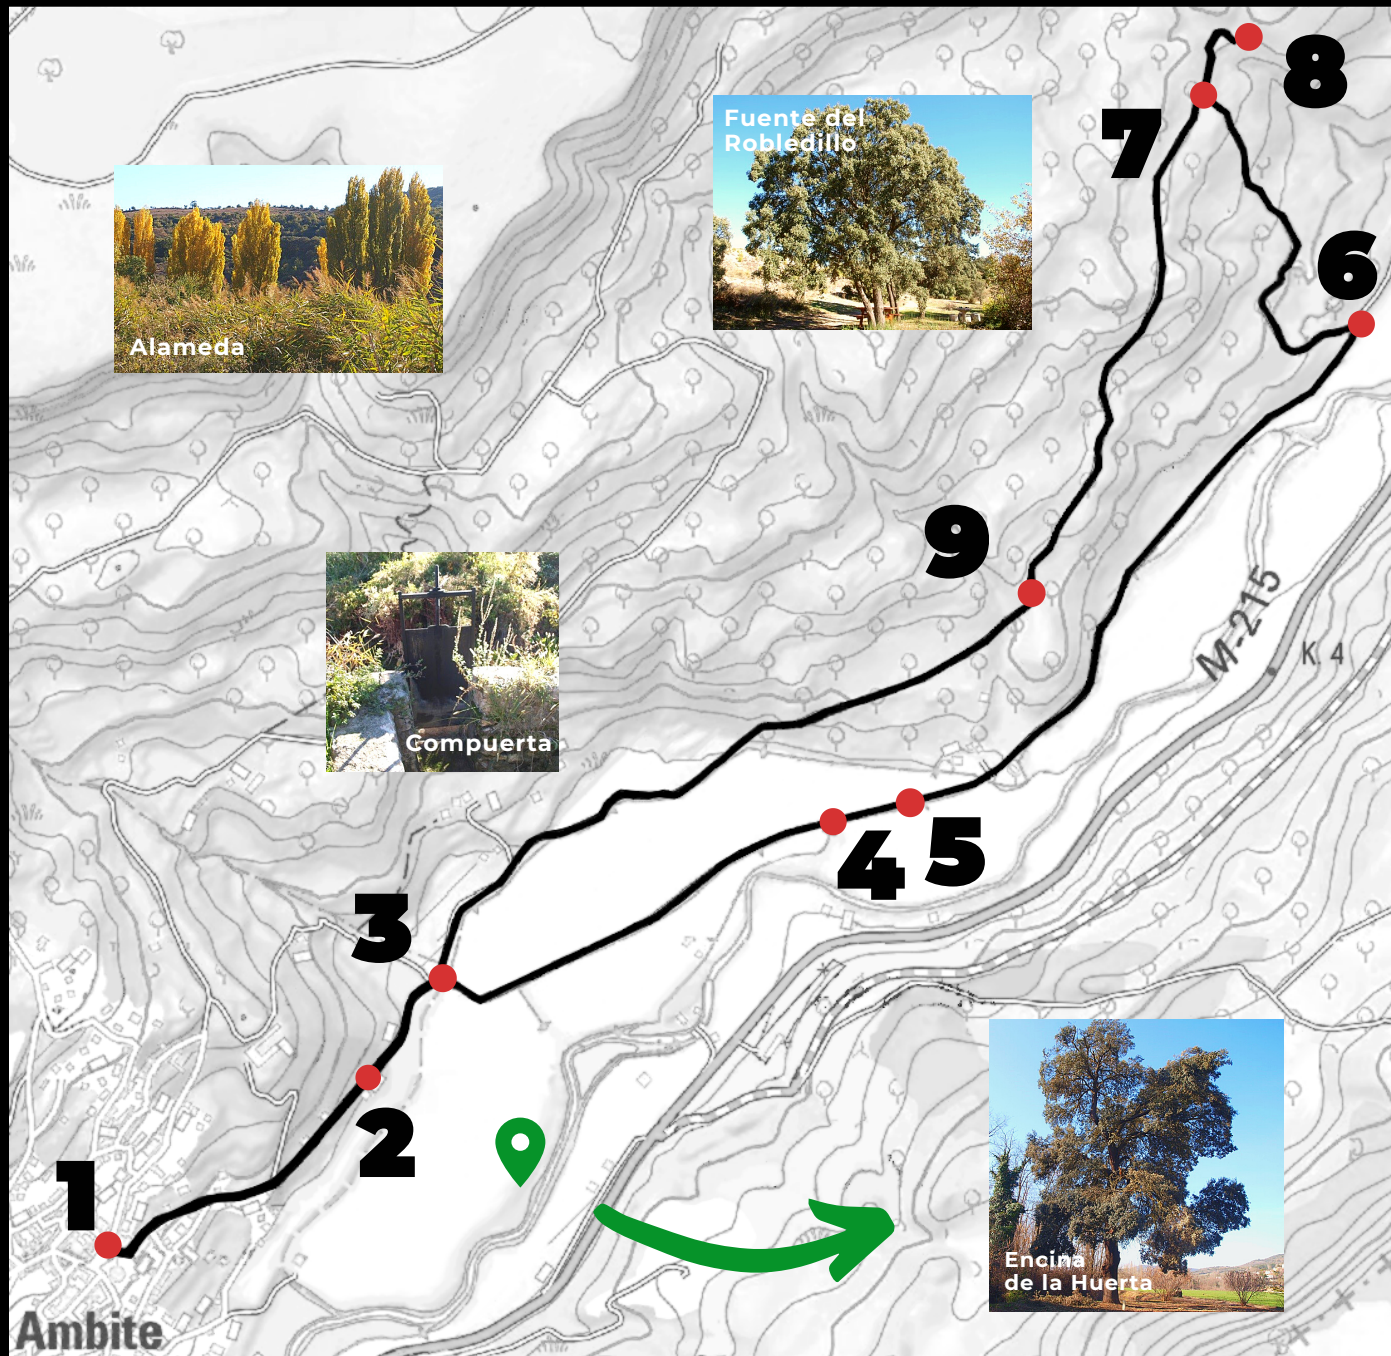 8
Fuente del
Robledillo
7
Alameda
6
9
M-215
K. 4
Compuerta
4
5
3
2
1
Encina
de la Huerta
Ambite